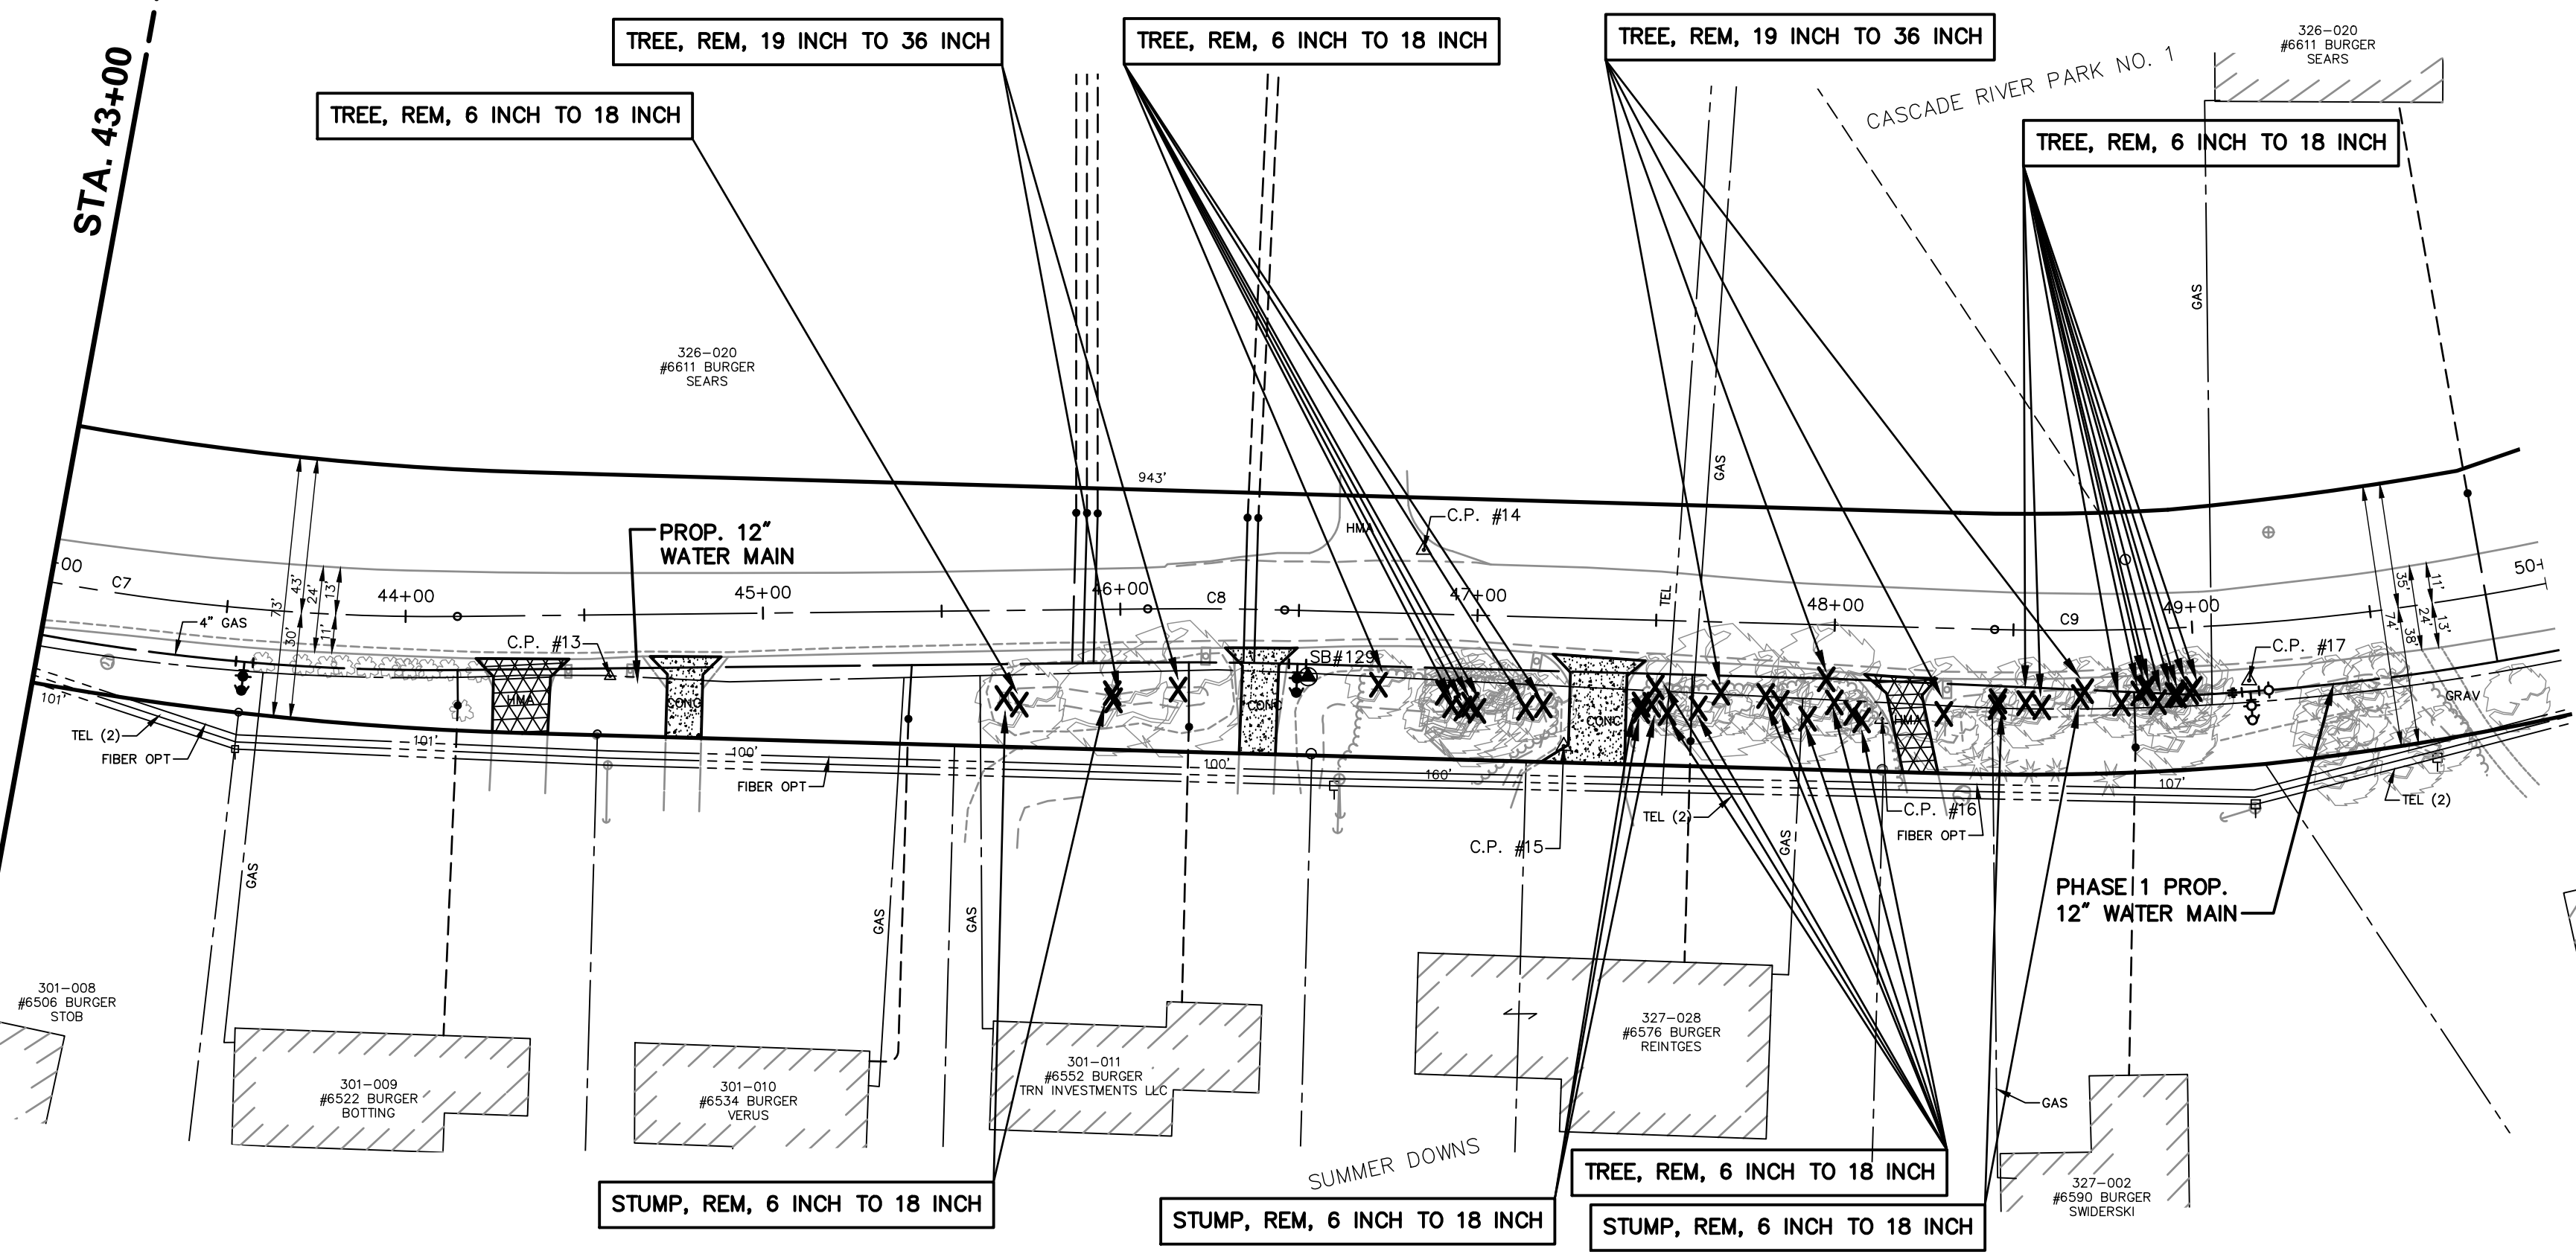 STA. 43+00
TREE, REM, 19 INCH TO 36 INCH
TREE, REM, 6 INCH TO 18 INCH
TREE, REM, 19 INCH TO 36 INCH
326-020
#6611 BURGER
SEARS
CASCADE RIVER PARK NO. 1
TREE, REM, 6 INCH TO 18 INCH
TREE, REM, 6 INCH TO 18 INCH
GAS
326-020
#6611 BURGER
SEARS
GAS
943'
PROP. 12"
WATER MAIN
HMA
C.P. #14
+00
C7
73'
43'
30'
24'
11'
13'
44+00
45+00
46+00
C8
47+00
TEL
48+00
C9
49+00
50+
35'
74'
38'
11'
24'
13'
4" GAS
C.P. #13
SB#129
C.P. #17
101'
HMA
CONC
CONC
CONC
HMA
GRAV
TEL (2)
FIBER OPT
101'
100'
FIBER OPT
100'
160'
107'
TEL (2)
C.P. #16
FIBER OPT
TEL (2)
C.P. #15
GAS
GAS
GAS
GAS
PHASE 1 PROP.
12" WATER MAIN
301-008
#6506 BURGER
STOB
301-009
#6522 BURGER
BOTTING
301-010
#6534 BURGER
VERUS
301-011
#6552 BURGER
TRN INVESTMENTS LLC
327-028
#6576 BURGER
REINTGES
GAS
327-002
#6590 BURGER
SWIDERSKI
SUMMER DOWNS
TREE, REM, 6 INCH TO 18 INCH
STUMP, REM, 6 INCH TO 18 INCH
STUMP, REM, 6 INCH TO 18 INCH
STUMP, REM, 6 INCH TO 18 INCH